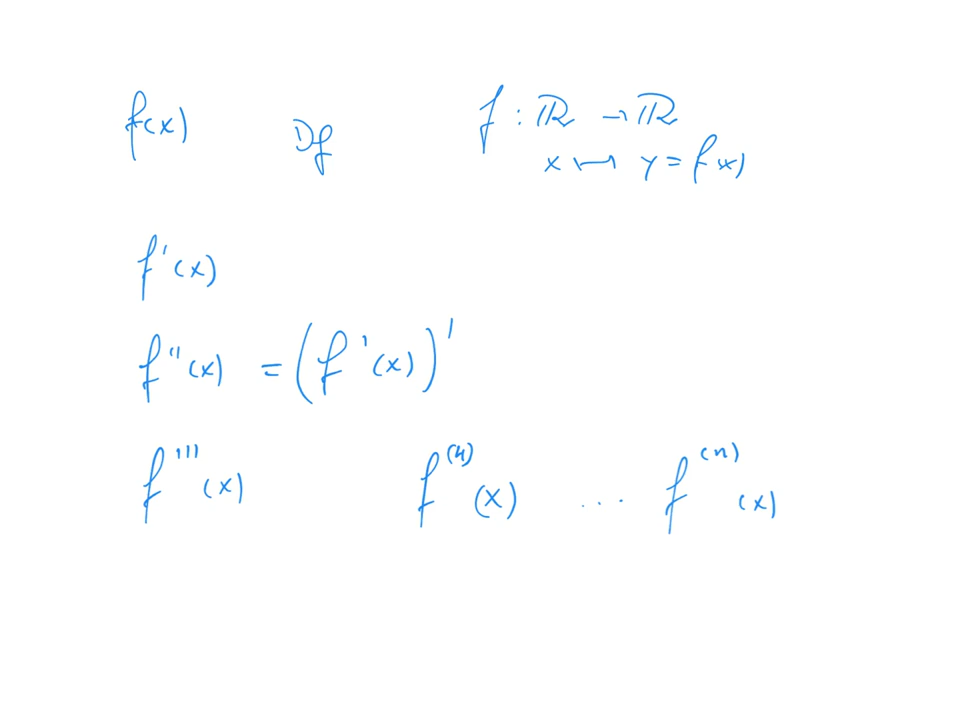 f(x) Df f : ℝ → ℝ
x ↦ y = f(x)
f'(x)
f''(x) = (f'(x))'
f'''(x) f⁽⁴⁾(x) ... f⁽ⁿ⁾(x)